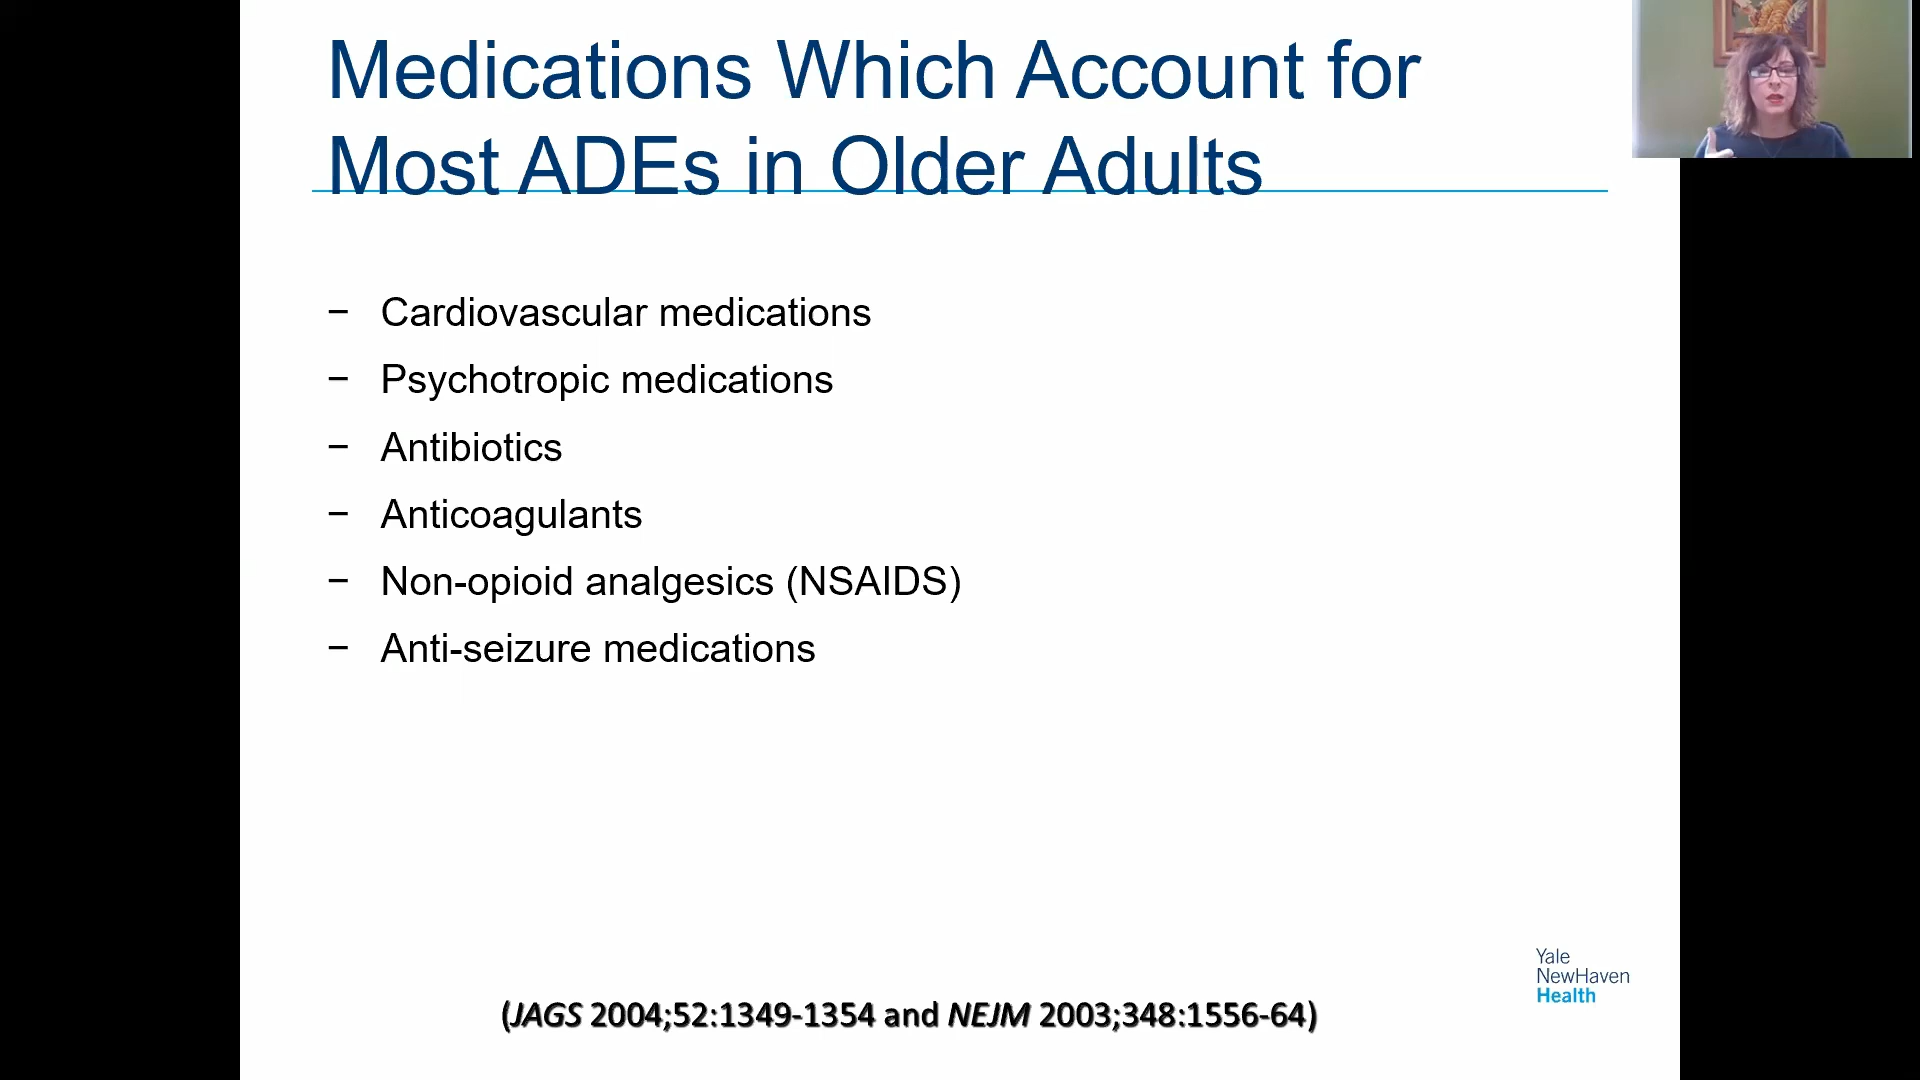 Medications Which Account for
Most ADEs in Older Adults
− Cardiovascular medications
− Psychotropic medications
− Antibiotics
− Anticoagulants
− Non-opioid analgesics (NSAIDS)
− Anti-seizure medications
Yale
NewHaven
Health
(JAGS 2004;52:1349-1354 and NEJM 2003;348:1556-64)